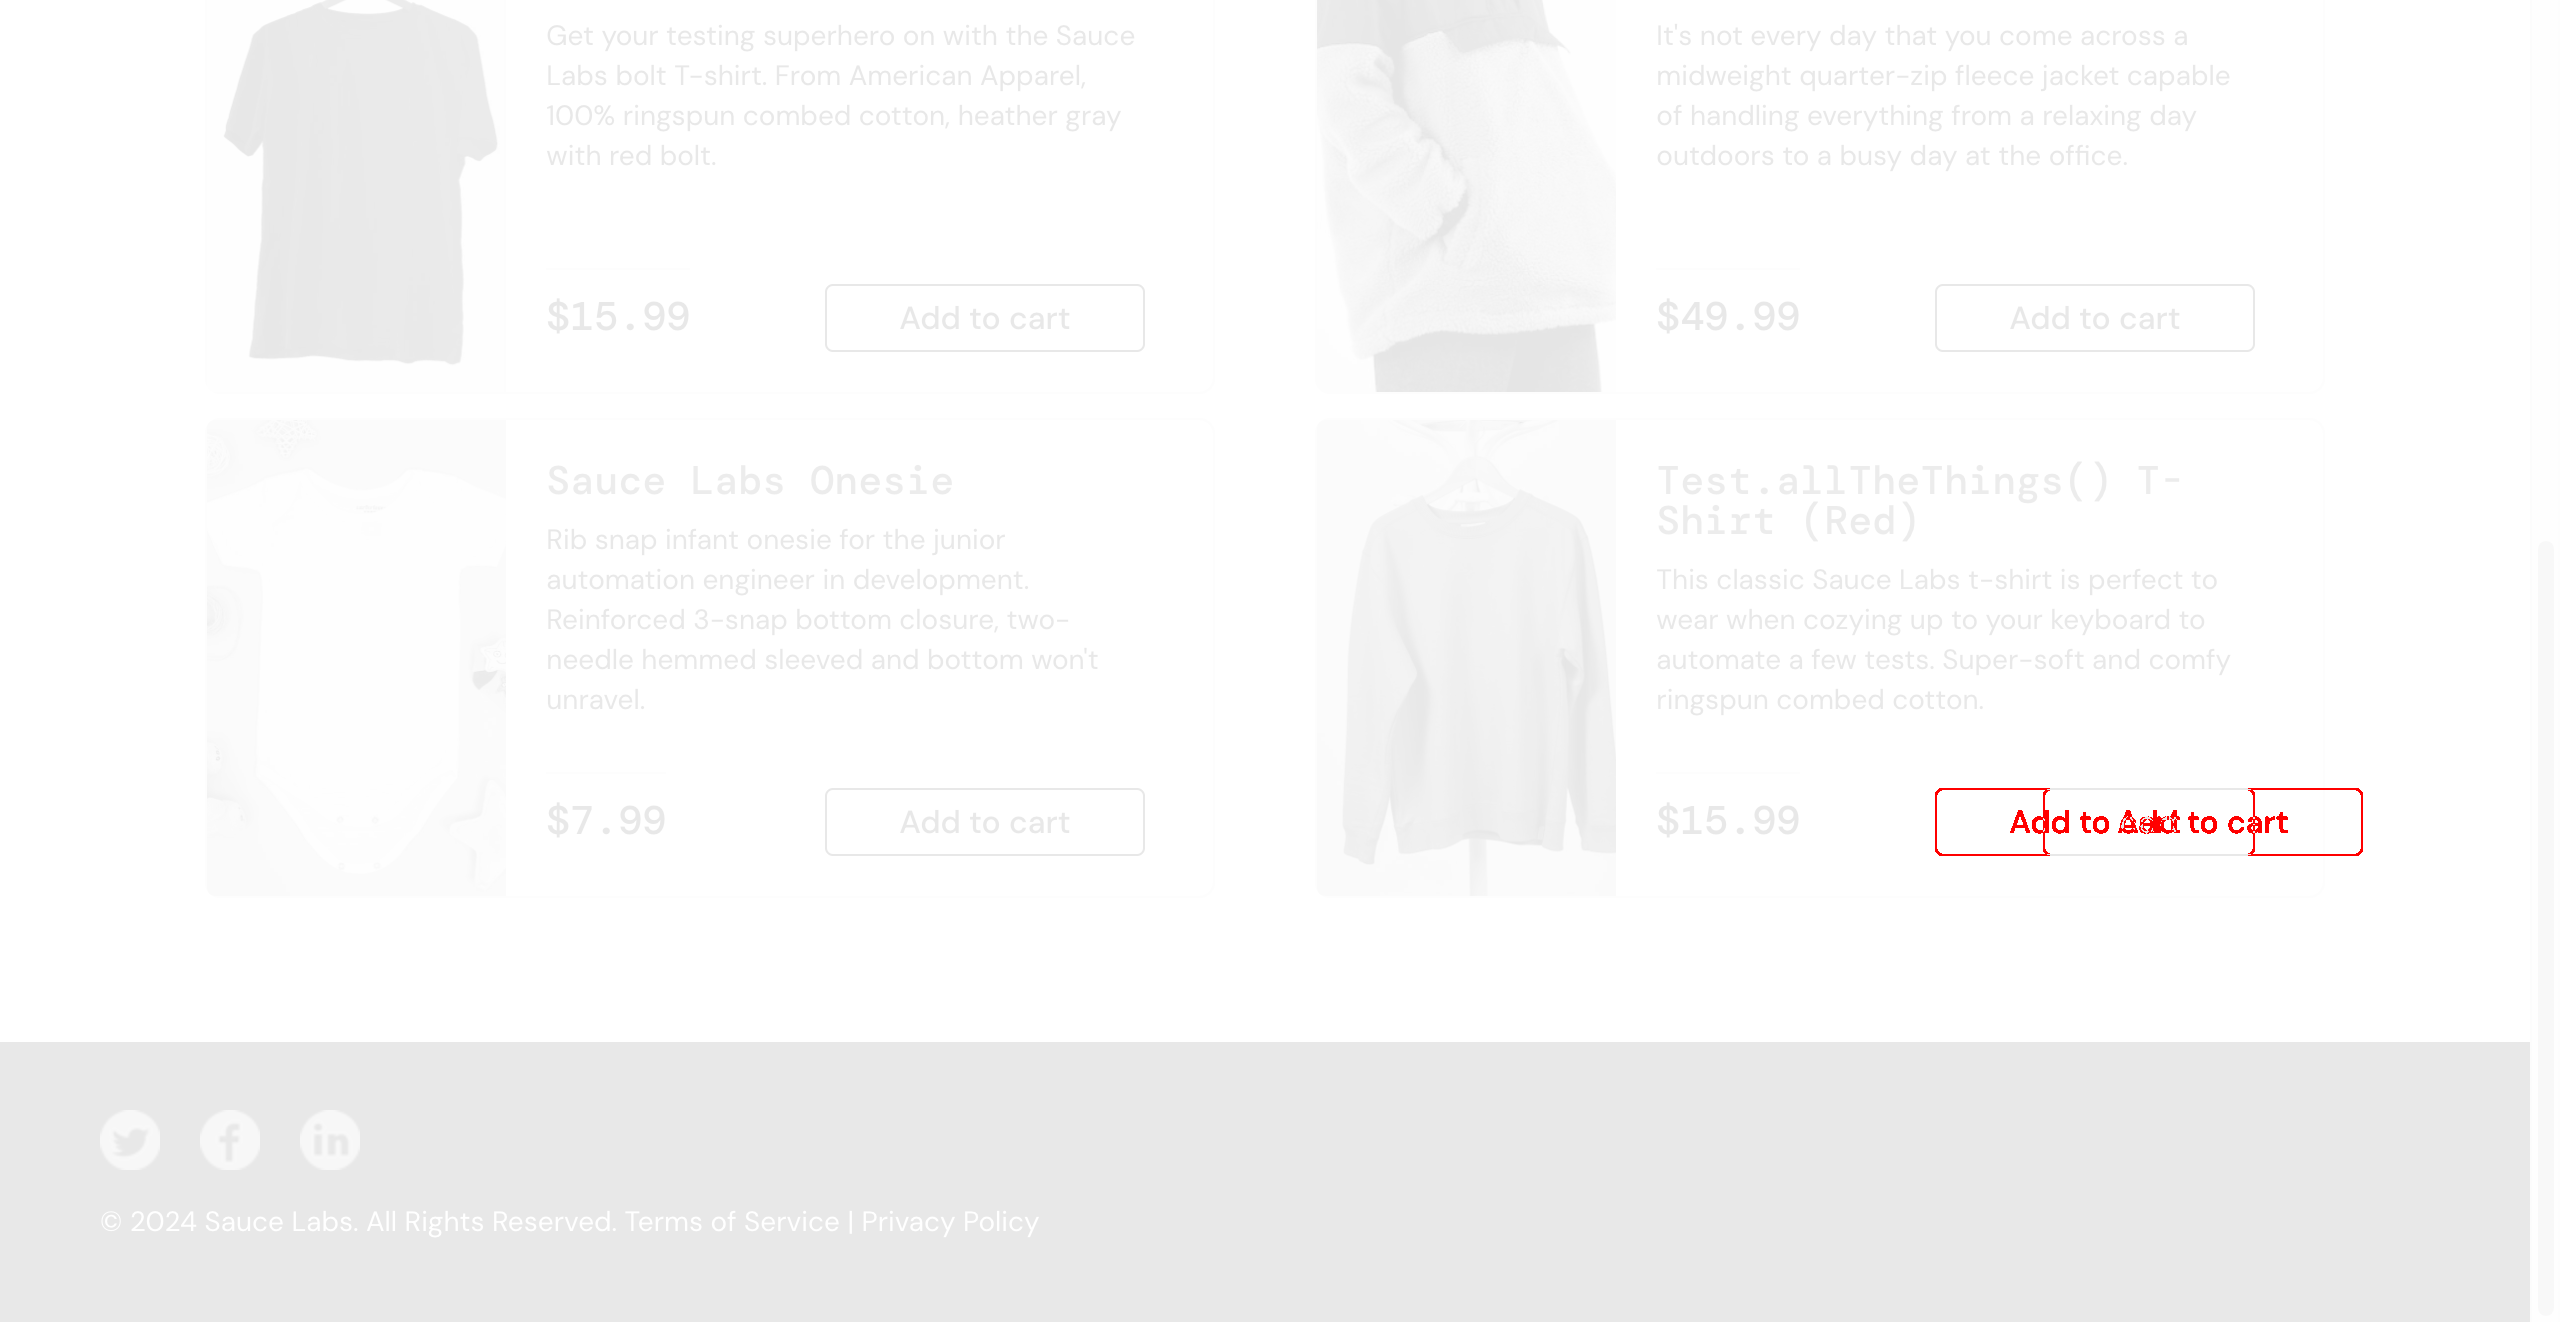 Get your testing superhero on with the Sauce
Labs bolt T-shirt. From American Apparel,
100% ringspun combed cotton, heather gray
with red bolt.
$15.99
Add to cart
It's not every day that you come across a
midweight quarter-zip fleece jacket capable
of handling everything from a relaxing day
outdoors to a busy day at the office.
$49.99
Add to cart
Sauce Labs Onesie
Rib snap infant onesie for the junior
automation engineer in development.
Reinforced 3-snap bottom closure, two-
needle hemmed sleeved and bottom won't
unravel.
$7.99
Add to cart
Test.allTheThings() T-
Shirt (Red)
This classic Sauce Labs t-shirt is perfect to
wear when cozying up to your keyboard to
automate a few tests. Super-soft and comfy
ringspun combed cotton.
$15.99
Add to Add to cart
in
© 2024 Sauce Labs. All Rights Reserved. Terms of Service | Privacy Policy